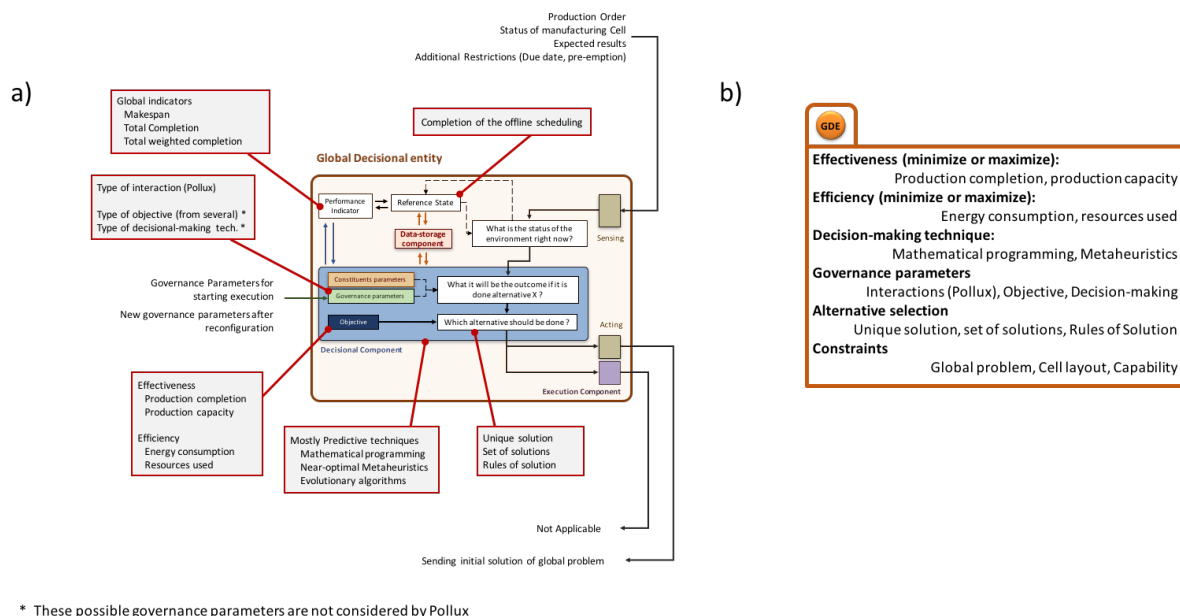 Production Order
Status of manufacturing Cell
Expected results
Additional Restrictions (Due date, pre-emption)
a)
Global indicators
Makespan
Total Completion
Total weighted completion
Completion of the offline scheduling
Global Decisional entity
Type of interaction (Pollux)
Type of objective (from several) *
Type of decisional-making tech. *
Performance
Indicator
Reference State
Data-storage
component
What is the status of the
environment right now?
Sensing
Governance Parameters for
starting execution
New governance parameters after
reconfiguration
Constituents parameters
Governance parameters
What it will be the outcome if it is
done alternative X ?
Objective
Which alternative should be done ?
Acting
Decisional Component
Execution Component
Effectiveness
Production completion
Production capacity
Efficiency
Energy consumption
Resources used
Mostly Predictive techniques
Mathematical programming
Near-optimal Metaheuristics
Evolutionary algorithms
Unique solution
Set of solutions
Rules of solution
Not Applicable
Sending initial solution of global problem
* These possible governance parameters are not considered by Pollux
b)
GDE
Effectiveness (minimize or maximize):
Production completion, production capacity
Efficiency (minimize or maximize):
Energy consumption, resources used
Decision-making technique:
Mathematical programming, Metaheuristics
Governance parameters
Interactions (Pollux), Objective, Decision-making
Alternative selection
Unique solution, set of solutions, Rules of Solution
Constraints
Global problem, Cell layout, Capability